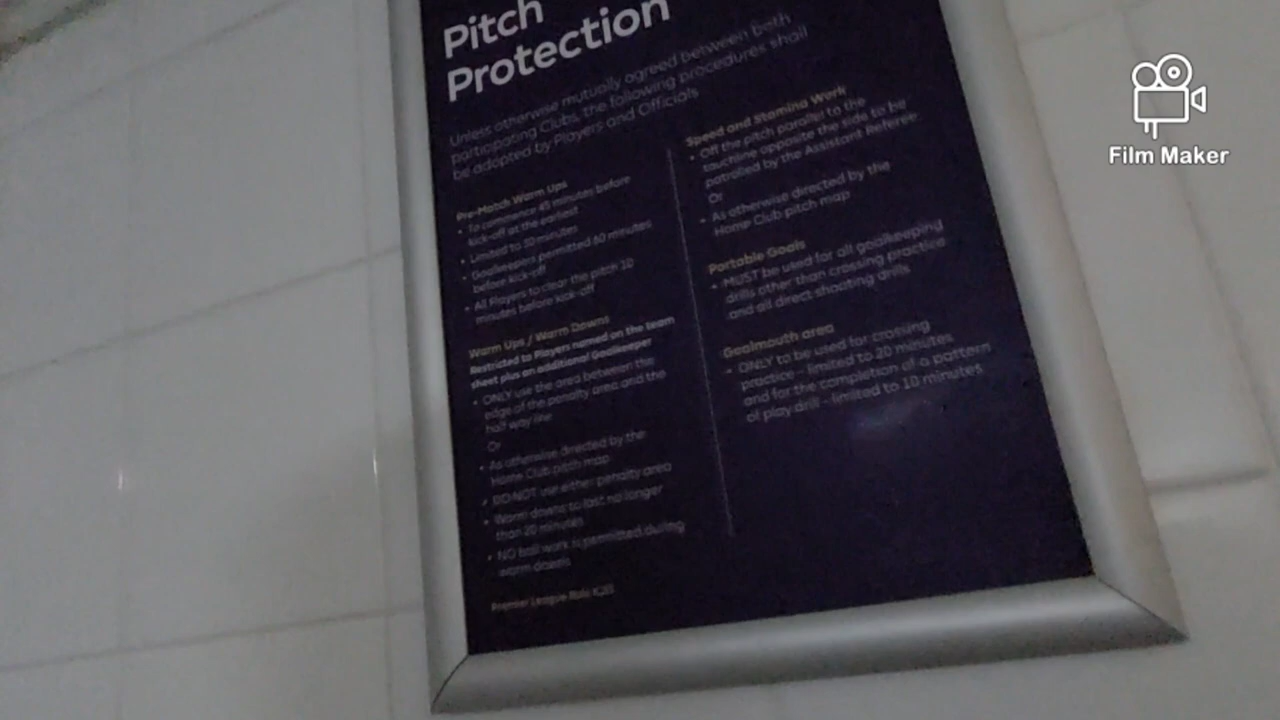 Pitch
Protection
Unless otherwise mutually agreed between both
participating Clubs, the following procedures shall
be adopted by Players and Officials
Pre-Match Warm Ups
• To commence 45 minutes before
kick-off at the earliest
• Limited to 30 minutes
• Goalkeepers permitted 60 minutes
before kick-off
• All Players to clear the pitch 10
minutes before kick-off
Warm Ups / Warm Downs
Restricted to Players named on the team
sheet plus an additional Goalkeeper
• ONLY use the area between the
edge of the penalty area and the
half way line
Or
• As otherwise directed by the
Home Club pitch map
• DO NOT use either penalty area
• Warm downs to last no longer
than 20 minutes
• NO ball work is permitted during
warm downs
Premier League Rule
Speed and Stamina Work
• Off the pitch parallel to the
touchline opposite the side to be
patrolled by the Assistant Referee
Or
• As otherwise directed by the
Home Club pitch map
Portable Goals
• MUST be used for all goalkeeping
drills other than crossing practice
and all direct shooting drills
Goalmouth area
• ONLY to be used for crossing
practice - limited to 20 minutes
and for the completion of a pattern
of play drill - limited to 10 minutes
Film Maker